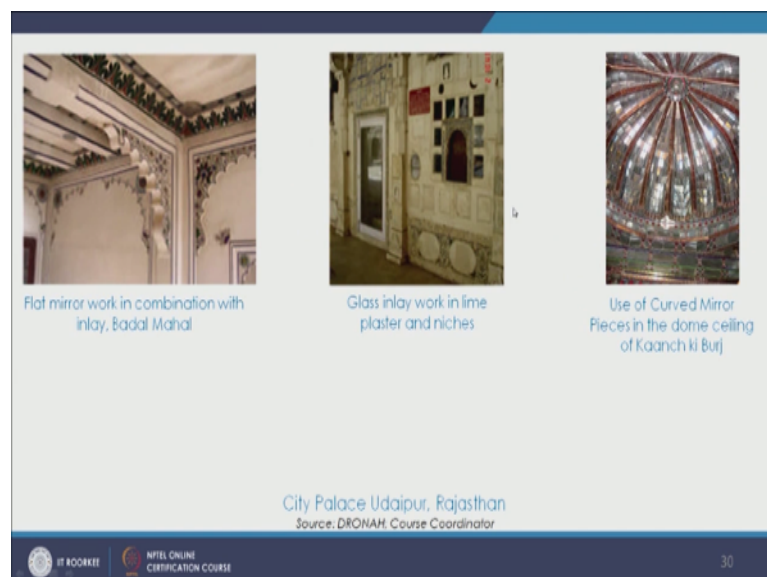 Flat mirror work in combination with
inlay, Badal Mahal
Glass inlay work in lime
plaster and niches
Use of Curved Mirror
Pieces in the dome ceiling
of Kaanch ki Burj
City Palace Udaipur, Rajasthan
Source: DRONAH, Course Coordinator
IIT ROORKEE
NPTEL ONLINE
CERTIFICATION COURSE
30